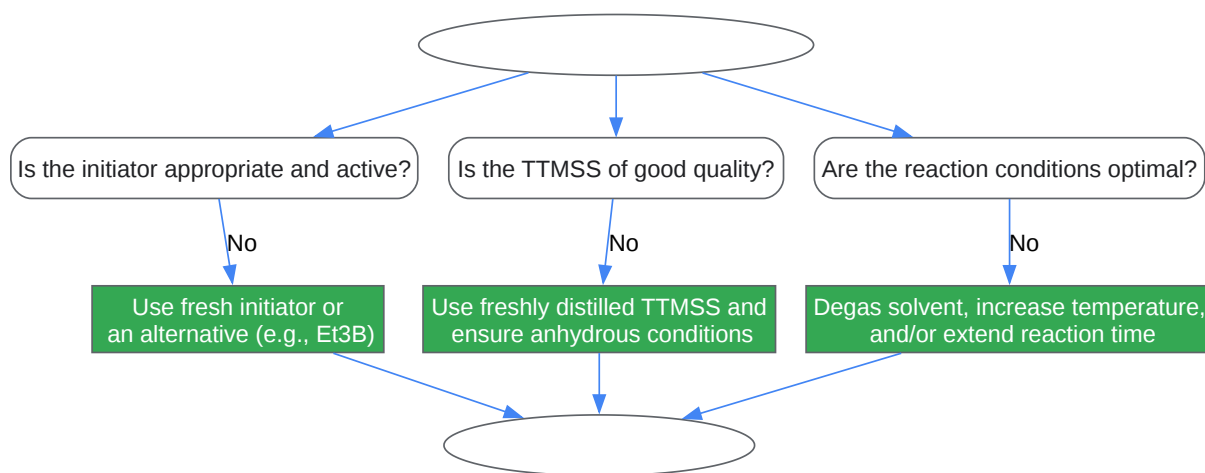 Is the initiator appropriate and active?
Is the TTMSS of good quality?
Are the reaction conditions optimal?
No
No
No
Use fresh initiator or
an alternative (e.g., Et3B)
Use freshly distilled TTMSS and
ensure anhydrous conditions
Degas solvent, increase temperature,
and/or extend reaction time